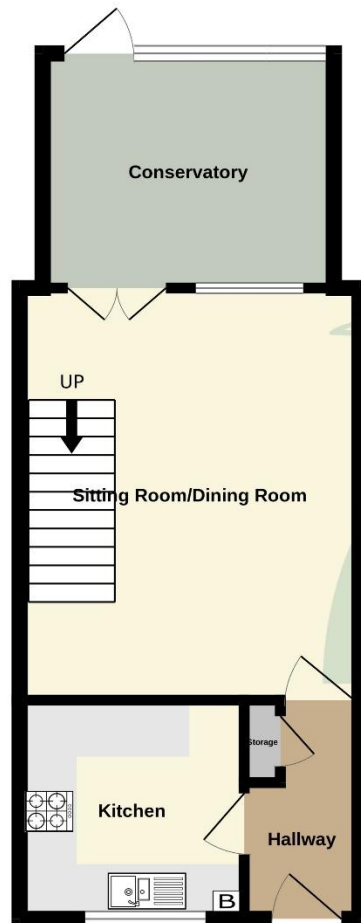 Conservatory
UP
Sitting Room/Dining Room
Storage
Kitchen
Hallway
B